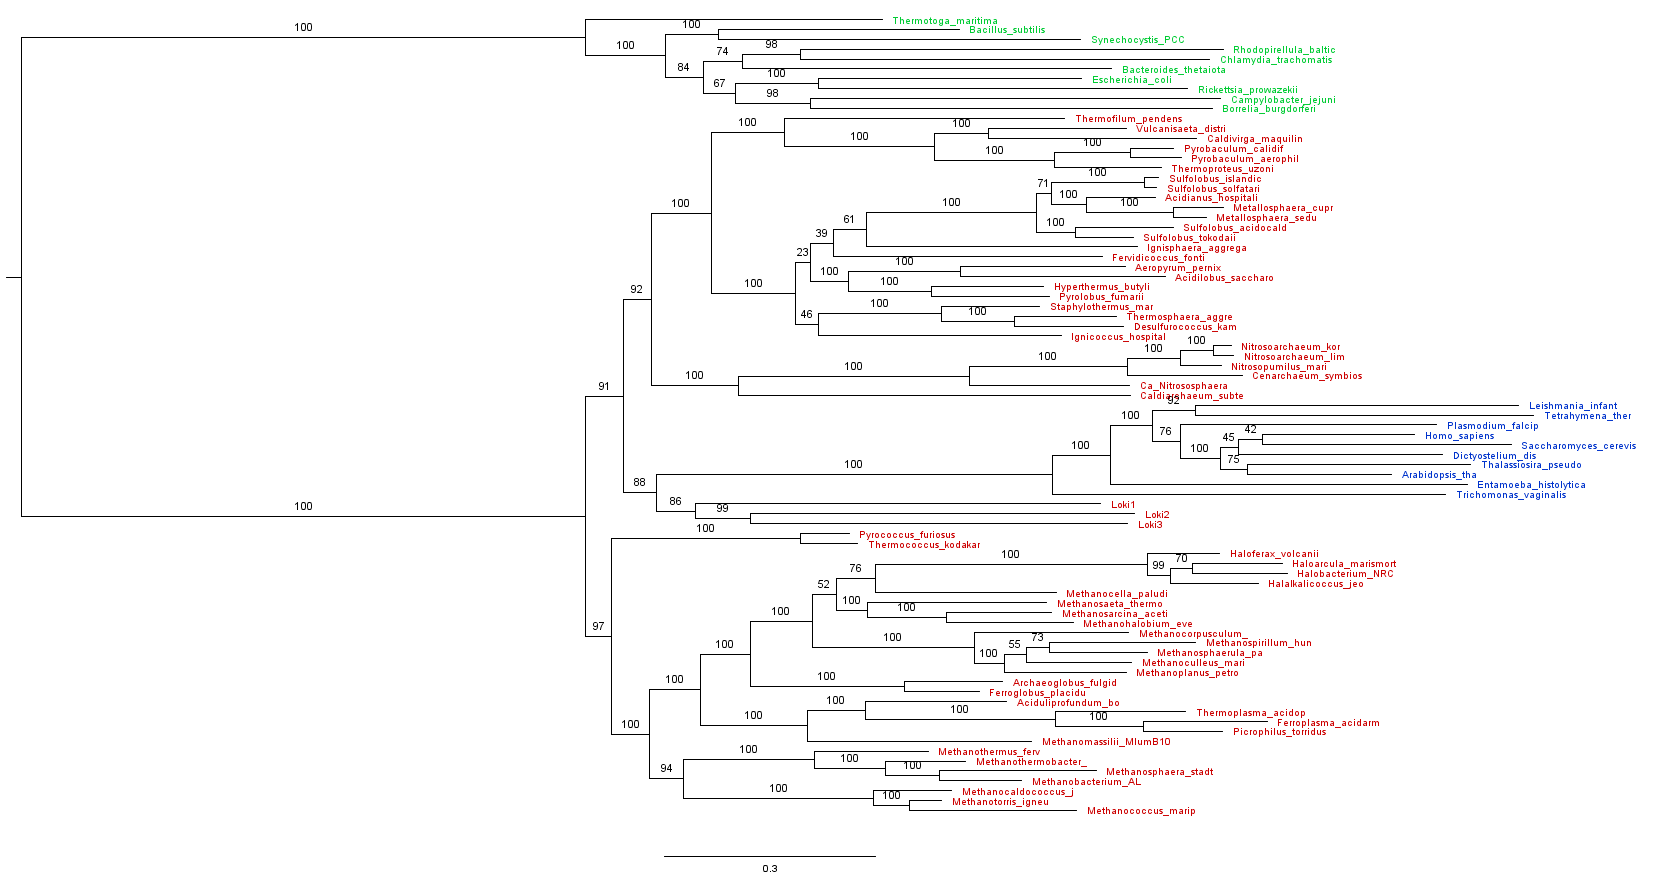 Thermotoga_maritima
100
100
Bacillus_subtilis
Synechocystis_PCC
100
98
Rhodopirellula_baltic
74
Chlamydia_trachomatis
84
Bacteroides_thetaiota
100
Escherichia_coli
67
Rickettsia_prowazekii
98
Campylobacter_jejuni
Borrelia_burgdorferi
Thermofilum_pendens
100
100
Vulcanisaeta_distri
100
Caldivirga_maquilin
100
Pyrobaculum_calidif
100
Pyrobaculum_aerophil
Thermoproteus_uzoni
100
Sulfolobus_islandic
71
Sulfolobus_solfatari
100
Acidianus_hospitali
100
Metallosphaera_cupr
100
100
Metallosphaera_sedu
61
100
Sulfolobus_acidocald
39
Sulfolobus_tokodaii
Ignisphaera_aggrega
23
Fervidicoccus_fonti
100
Aeropyrum_pernix
100
Acidilobus_saccharo
100
100
Hyperthermus_butyli
Pyrolobus_fumarii
92
100
Staphylothermus_mar
46
100
Thermosphaera_aggre
Desulfurococcus_kam
Ignicoccus_hospital
100
Nitrosoarchaeum_kor
100
100
Nitrosoarchaeum_lim
100
Nitrosopumilus_mari
100
Cenarchaeum_symbios
91
Ca_Nitrososphaera
Caldiarchaeum_subte
92
Leishmania_infant
100
Tetrahymena_ther
76
Plasmodium_falcip
42
Homo_sapiens
45
Saccharomyces_cerevis
100
100
Dictyostelium_dis
75
Thalassiosira_pseudo
100
Arabidopsis_tha
88
Entamoeba_histolytica
Trichomonas_vaginalis
86
Loki1
100
99
Loki2
Loki3
100
Pyrococcus_furiosus
Thermococcus_kodakar
100
Haloferax_volcanii
70
Haloarcula_marismort
76
99
Halobacterium_NRC
52
Halalkalicoccus_jeo
Methanocella_paludi
100
Methanosaeta_thermo
100
100
Methanosarcina_aceti
Methanohalobium_eve
97
100
Methanocorpusculum_
73
Methanospirillum_hun
55
100
Methanosphaerula_pa
100
Methanoculleus_mari
Methanoplanus_petro
100
100
Archaeoglobus_fulgid
Ferroglobus_placidu
100
Aciduliprofundum_bo
100
100
Thermoplasma_acidop
100
100
Ferroplasma_acidarm
Picrophilus_torridus
Methanomassilii_MlumB10
100
Methanothermus_ferv
100
Methanothermobacter_
94
100
Methanosphaera_stadt
Methanobacterium_AL
100
Methanocaldococcus_j
100
Methanotorris_igneu
Methanococcus_marip
0.3